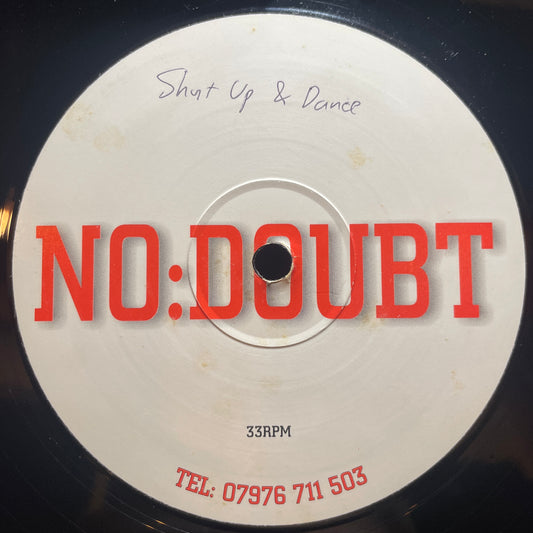 Shut Up & Dance
NO:DOUBT
33RPM
TEL: 07976 711 503